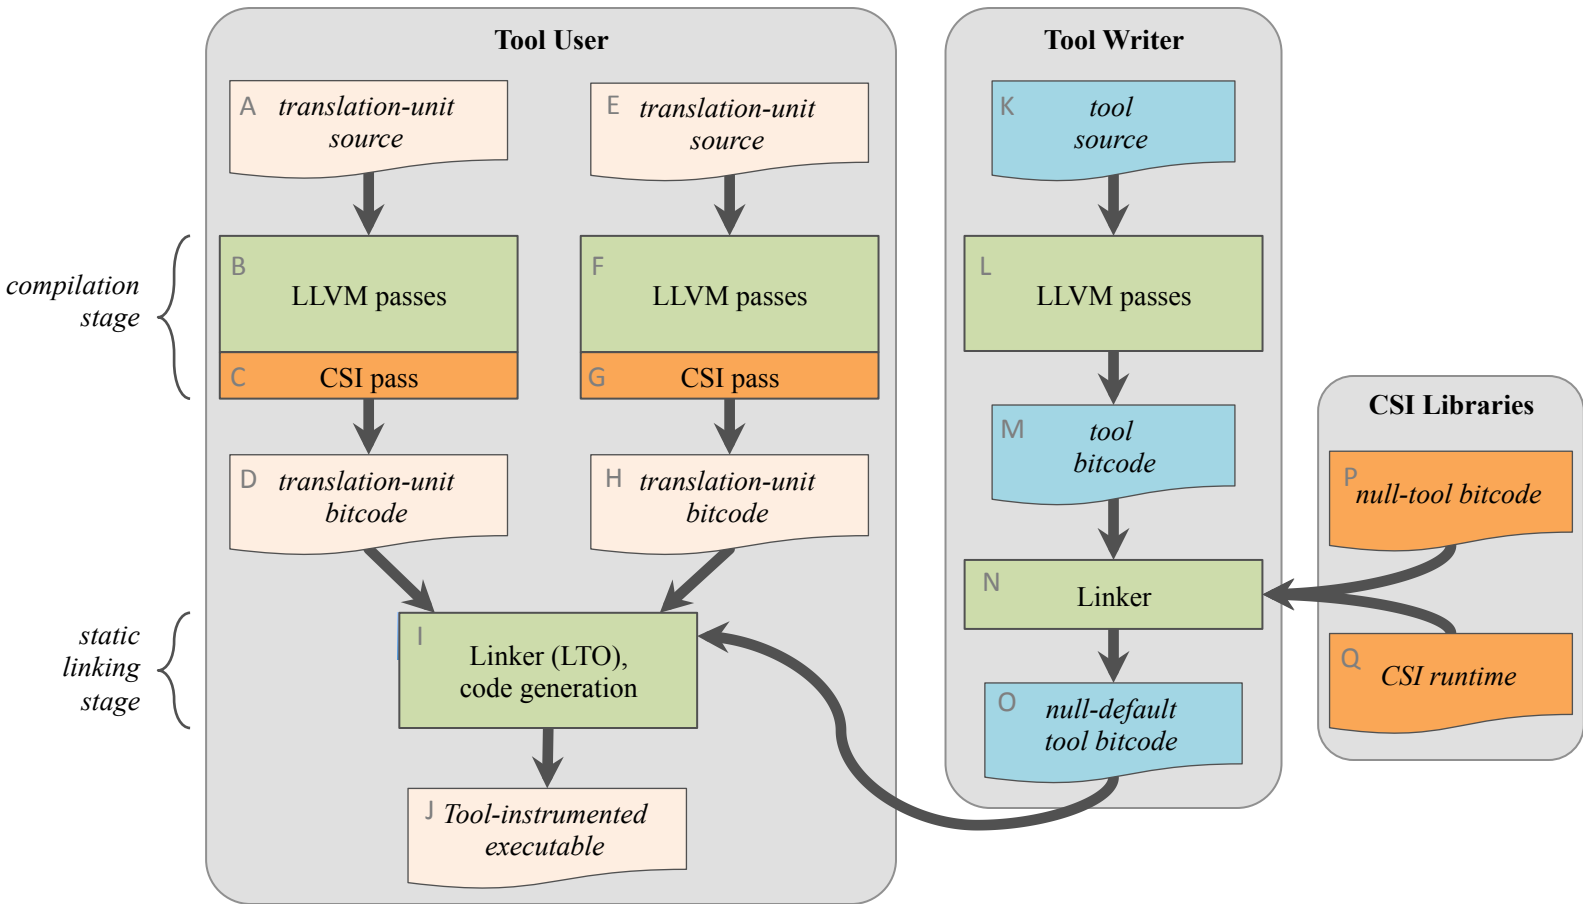 Tool User
A translation-unit
source
B
LLVM passes
C CSI pass
D translation-unit
bitcode
E translation-unit
source
F
LLVM passes
G CSI pass
H translation-unit
bitcode
compilation
stage
static
linking
stage
I
Linker (LTO),
code generation
J Tool-instrumented
executable
Tool Writer
K tool
source
L
LLVM passes
M tool
bitcode
N Linker
O null-default
tool bitcode
CSI Libraries
P
null-tool bitcode
Q CSI runtime